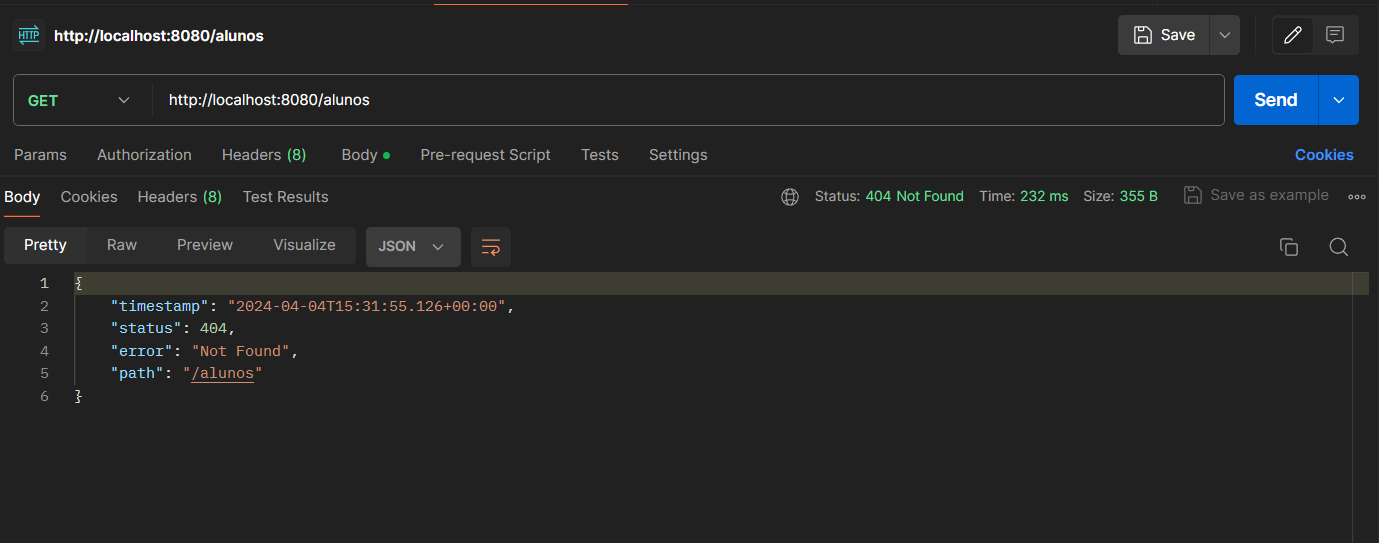 HTTP http://localhost:8080/alunos Save
GET http://localhost:8080/alunos Send
Params Authorization Headers (8) Body Pre-request Script Tests Settings Cookies
Body Cookies Headers (8) Test Results Status: 404 Not Found Time: 232 ms Size: 355 B Save as example
Pretty Raw Preview Visualize JSON
1 {
2 "timestamp": "2024-04-04T15:31:55.126+00:00",
3 "status": 404,
4 "error": "Not Found",
5 "path": "/alunos"
6 }